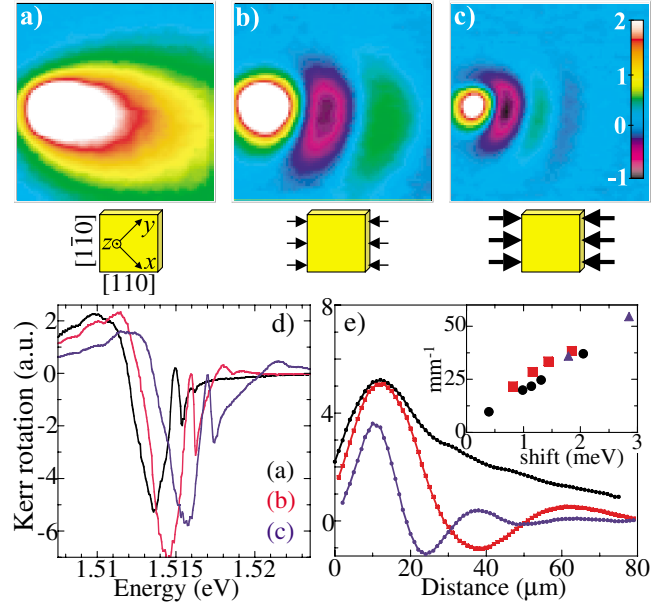 a)
b)
c)
2
1
0
-1
[11̅0]
z
y
x
[110]
Kerr rotation (a.u.)
0
-2
-4
-6
d)
(a)
(b)
(c)
1.51
1.515
1.52
Energy (eV)
8
4
0
e)
mm⁻¹
50
25
0
0
1
2
3
shift (meV)
0
20
40
60
80
Distance (μm)